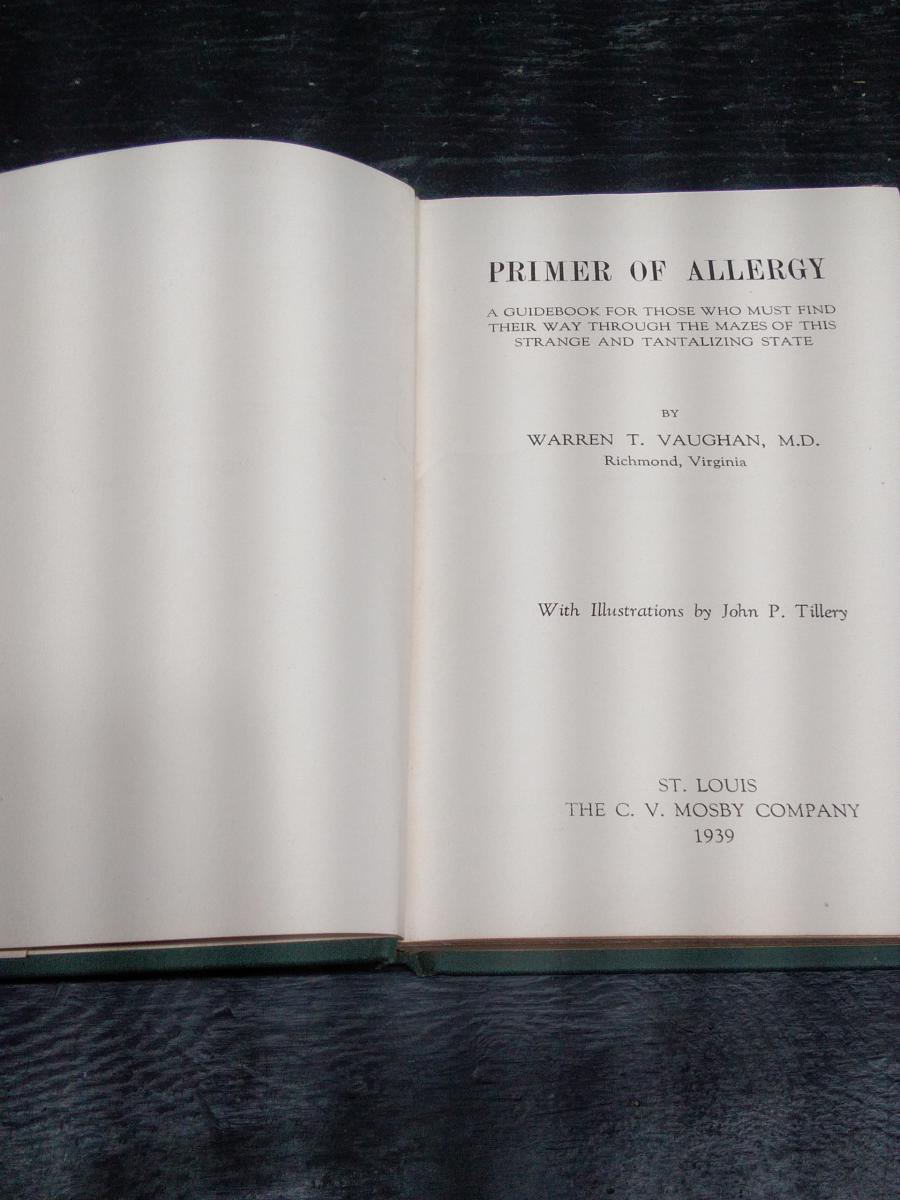 PRIMER OF ALLERGY
A GUIDEBOOK FOR THOSE WHO MUST FIND
THEIR WAY THROUGH THE MAZES OF THIS
STRANGE AND TANTALIZING STATE
BY
WARREN T. VAUGHAN, M.D.
Richmond, Virginia
With Illustrations by John P. Tillery
ST. LOUIS
THE C. V. MOSBY COMPANY
1939